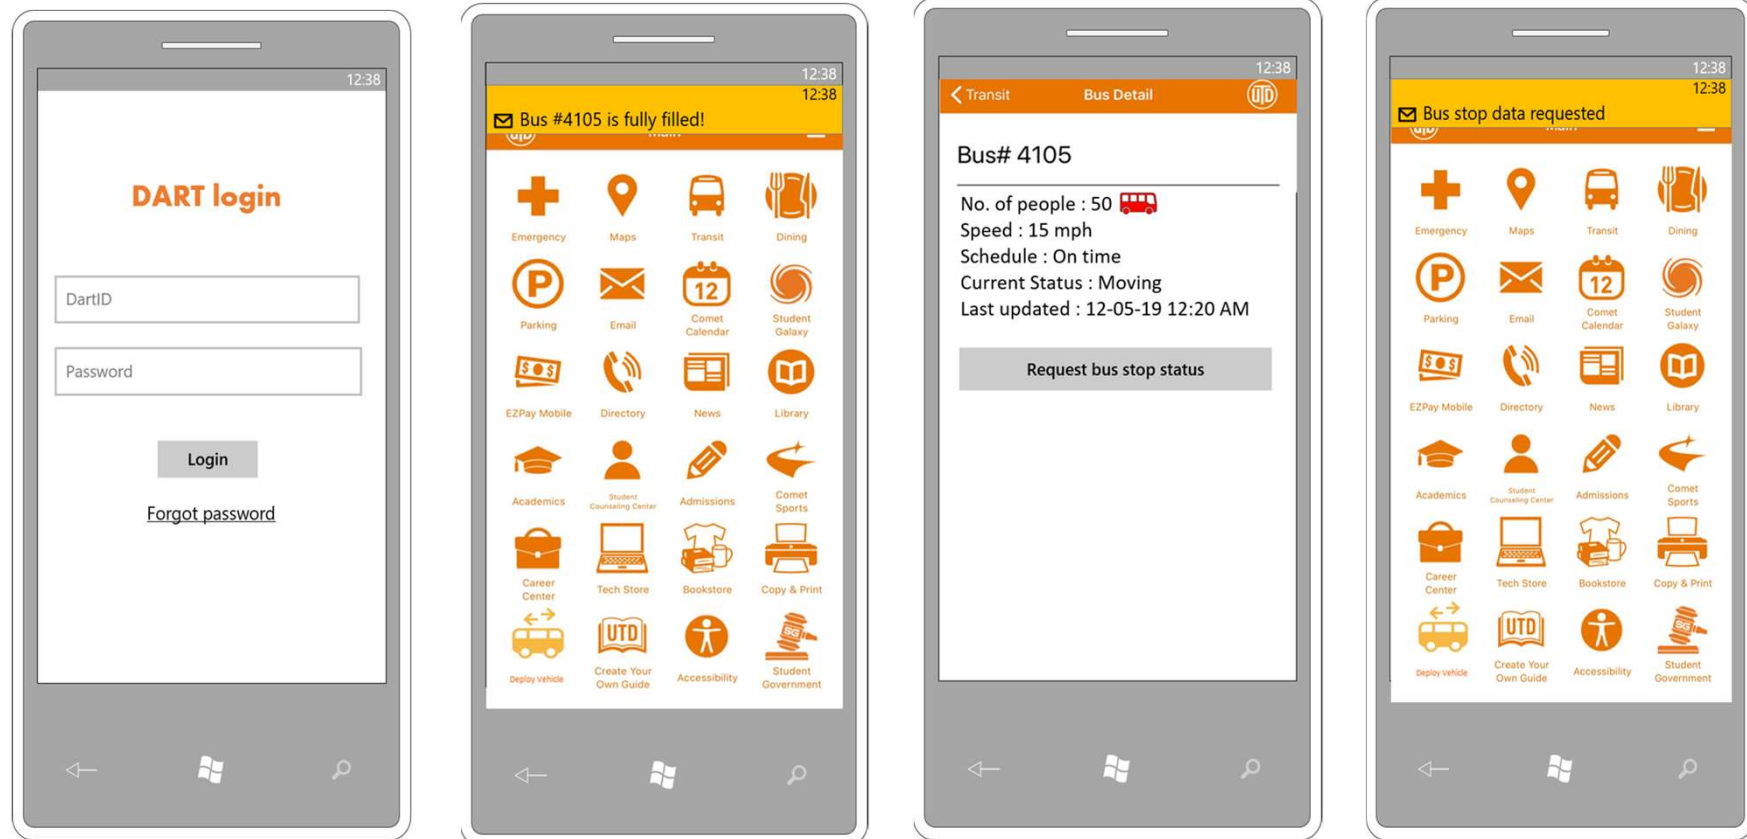 12:38
DART login
DartID
Password
Login
Forgot password
12:38
12:38
Bus #4105 is fully filled!
Main
Emergency
Maps
Transit
Dining
Parking
Email
12
Comet
Calendar
Student
Galaxy
EZPay Mobile
Directory
News
Library
Academics
Student
Counseling Center
Admissions
Comet
Sports
Career
Center
Tech Store
Bookstore
Copy & Print
Deploy Vehicle
UTD
Create Your
Own Guide
Accessibility
SG
Student
Government
12:38
Transit
Bus Detail
UTD
Bus# 4105
No. of people : 50
Speed : 15 mph
Schedule : On time
Current Status : Moving
Last updated : 12-05-19 12:20 AM
Request bus stop status
12:38
12:38
Bus stop data requested
Main
Emergency
Maps
Transit
Dining
Parking
Email
12
Comet
Calendar
Student
Galaxy
EZPay Mobile
Directory
News
Library
Academics
Student
Counseling Center
Admissions
Comet
Sports
Career
Center
Tech Store
Bookstore
Copy & Print
Deploy Vehicle
UTD
Create Your
Own Guide
Accessibility
SG
Student
Government